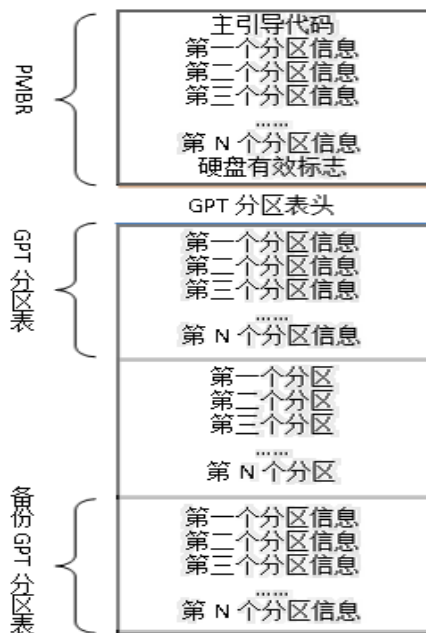 PMBR
主引导代码
第一个分区信息
第二个分区信息
第三个分区信息
......
第 N 个分区信息
硬盘有效标志
GPT 分区表头
GPT 分区表
第一个分区信息
第二个分区信息
第三个分区信息
......
第 N 个分区信息
第一个分区
第二个分区
第三个分区
......
第 N 个分区
备份 GPT 分区表
第一个分区信息
第二个分区信息
第三个分区信息
......
第 N 个分区信息